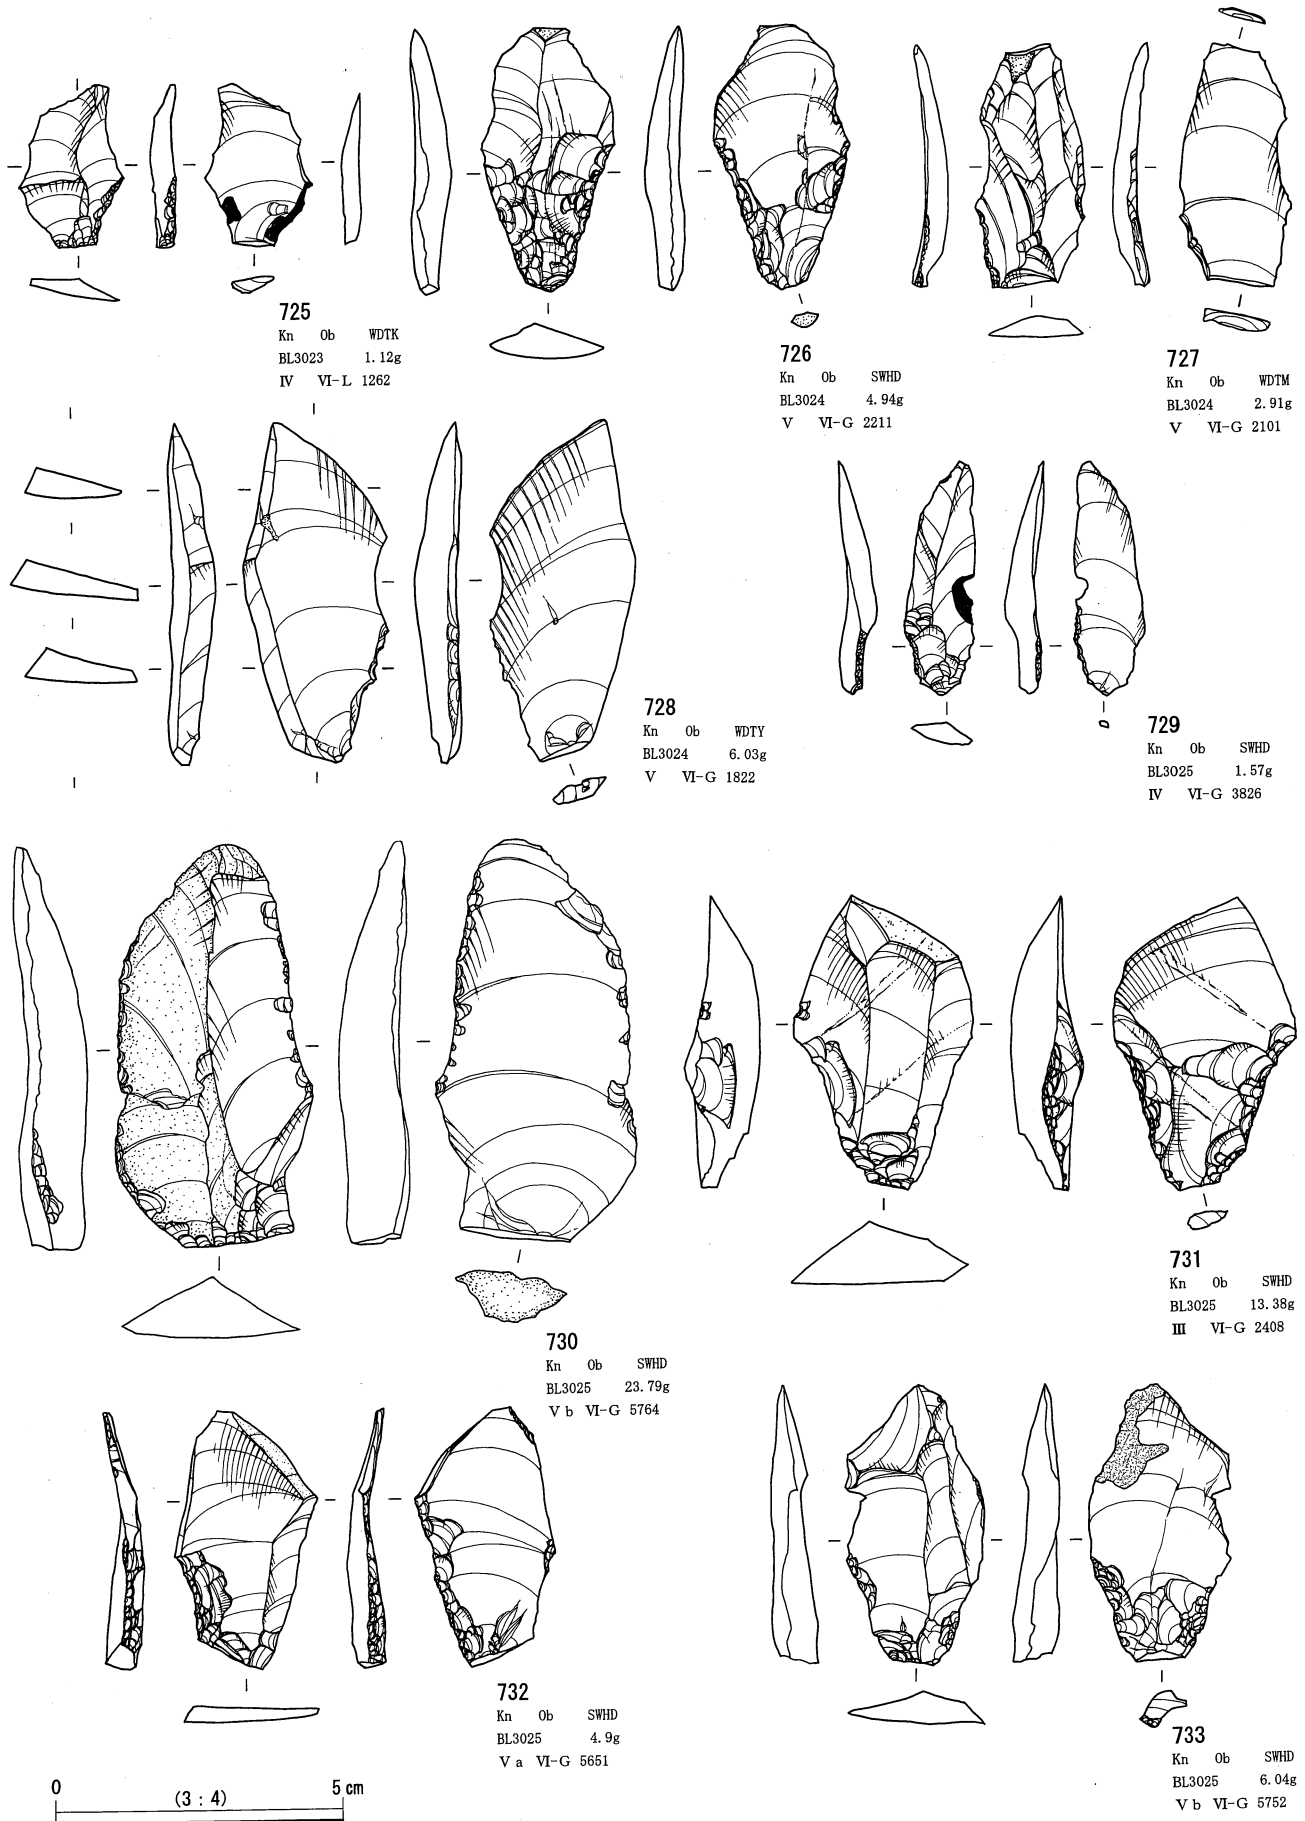 725
Kn Ob WDTK
BL3023 1.12g
IV VI-L 1262
726
Kn Ob SWHD
BL3024 4.94g
V VI-G 2211
727
Kn Ob WDTM
BL3024 2.91g
V VI-G 2101
728
Kn Ob WDTY
BL3024 6.03g
V VI-G 1822
729
Kn Ob SWHD
BL3025 1.57g
IV VI-G 3826
730
Kn Ob SWHD
BL3025 23.79g
V b VI-G 5764
731
Kn Ob SWHD
BL3025 13.38g
III VI-G 2408
732
Kn Ob SWHD
BL3025 4.9g
V a VI-G 5651
733
Kn Ob SWHD
BL3025 6.04g
V b VI-G 5752
0 (3 : 4) 5 cm